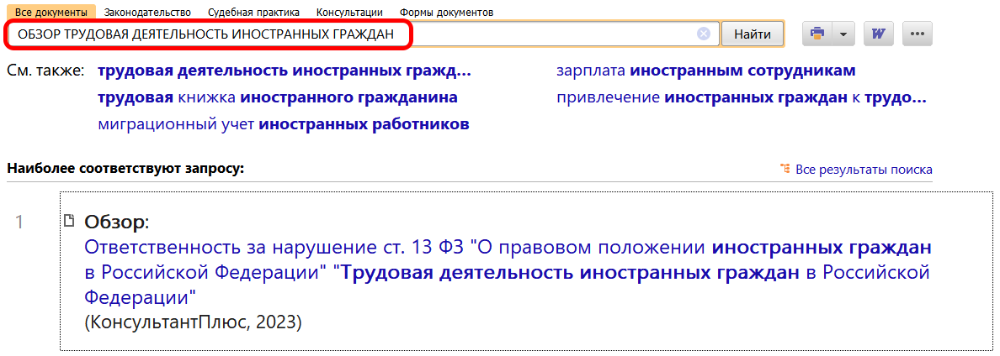 Все документы Законодательство Судебная практика Консультации Формы документов
ОБЗОР ТРУДОВАЯ ДЕЯТЕЛЬНОСТЬ ИНОСТРАННЫХ ГРАЖДАН Найти W
См. также: трудовая деятельность иностранных гражд... зарплата иностранным сотрудникам
трудовая книжка иностранного гражданина привлечение иностранных граждан к трудо...
миграционный учет иностранных работников
Наиболее соответствуют запросу: Все результаты поиска
1 Обзор:
Ответственность за нарушение ст. 13 ФЗ "О правовом положении иностранных граждан
в Российской Федерации" "Трудовая деятельность иностранных граждан в Российской
Федерации"
(КонсультантПлюс, 2023)